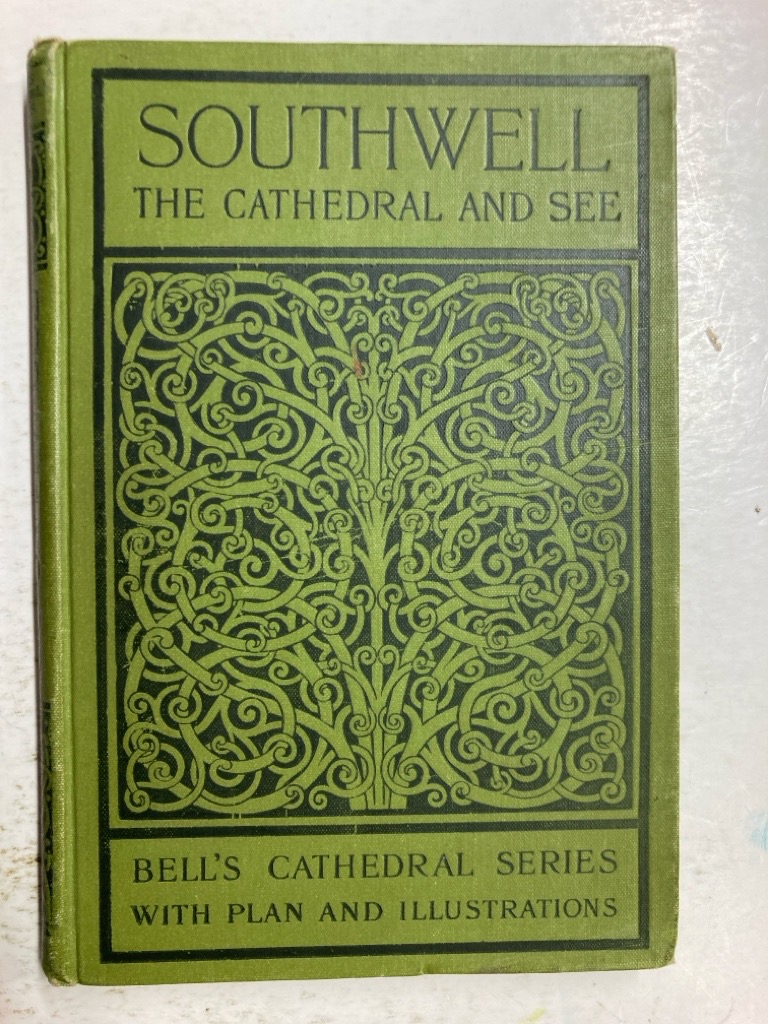 SOUTHWELL
THE CATHEDRAL AND SEE
BELL'S CATHEDRAL SERIES
WITH PLAN AND ILLUSTRATIONS